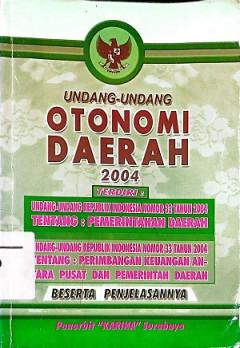 UNDANG-UNDANG
OTONOMI
DAERAH
2004
TERDIRI :
UNDANG-UNDANG REPUBLIK INDONESIA NOMOR 32 TAHUN 2004
TENTANG : PEMERINTAHAN DAERAH
UNDANG-UNDANG REPUBLIK INDONESIA NOMOR 33 TAHUN 2004
TENTANG : PERIMBANGAN KEUANGAN AN-
TARA PUSAT DAN PEMERINTAH DAERAH
BESERTA PENJELASANNYA
Penerbit "KARINA" Surabaya